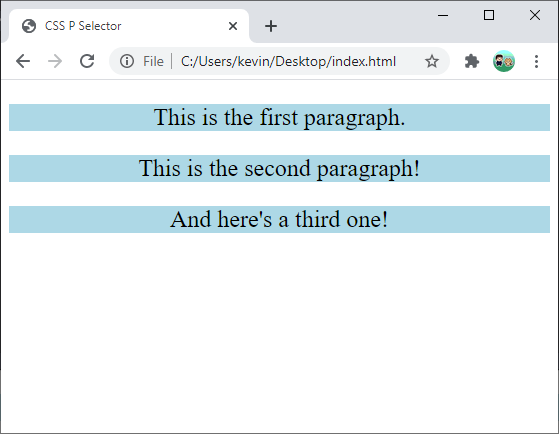 CSS P Selector
File C:/Users/kevin/Desktop/index.html
This is the first paragraph.
This is the second paragraph!
And here's a third one!